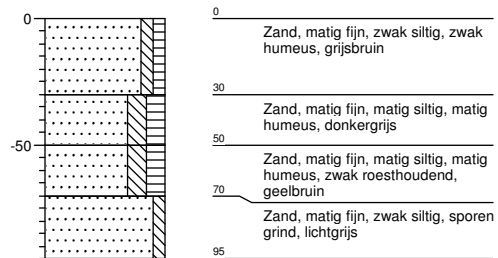 0
0
Zand, matig fijn, zwak siltig, zwak
humeus, grijsbruin
30
Zand, matig fijn, matig siltig, matig
humeus, donkergrijs
-50
50
Zand, matig fijn, matig siltig, matig
humeus, zwak roesthoudend,
geelbruin
70
Zand, matig fijn, zwak siltig, sporen
grind, lichtgrijs
95